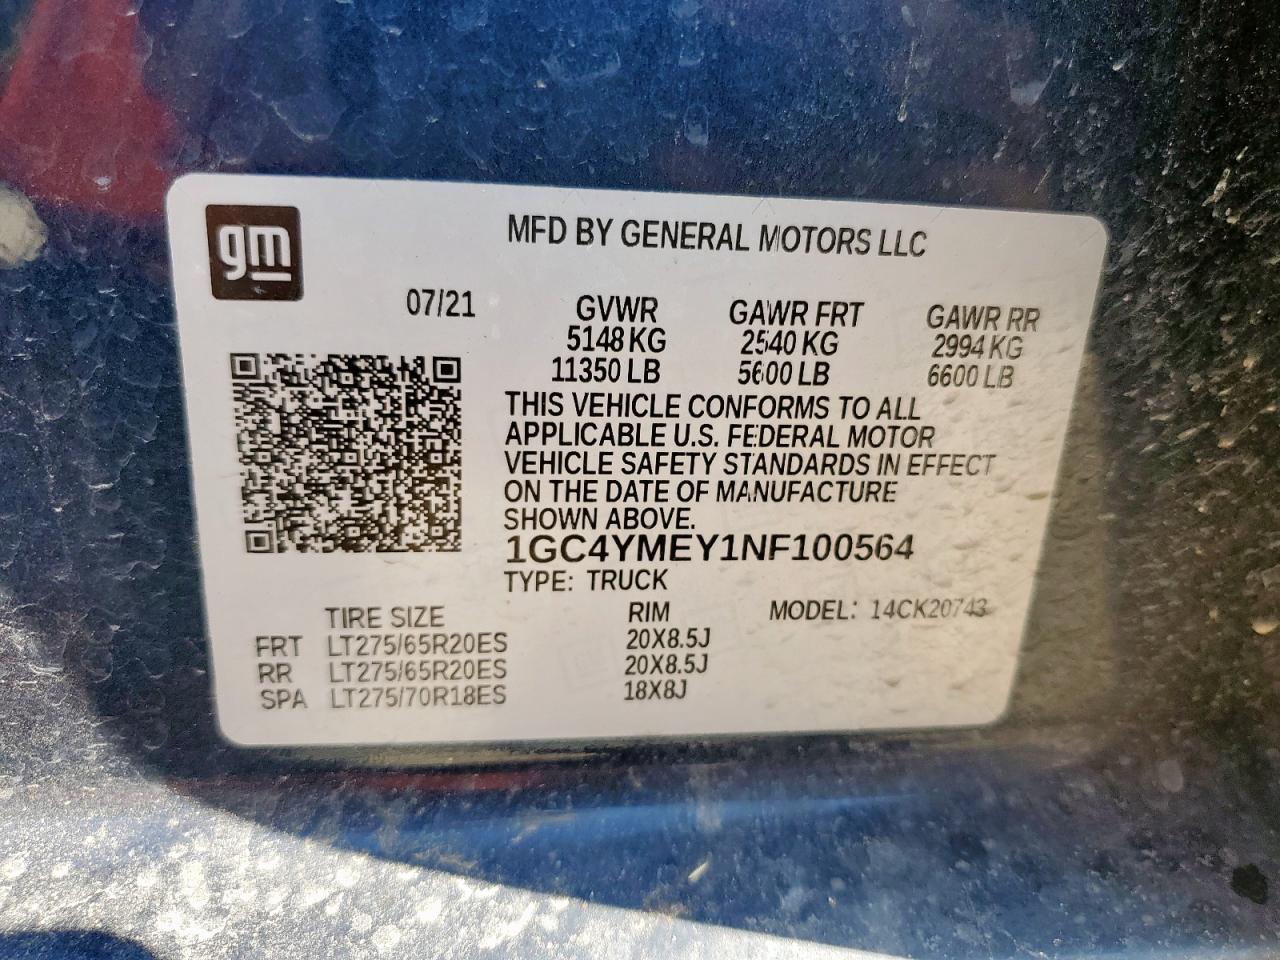 gm
MFD BY GENERAL MOTORS LLC
07/21 GVWR GAWR FRT GAWR RR
5148 KG 2540 KG 2994 KG
11350 LB 5600 LB 6600 LB
THIS VEHICLE CONFORMS TO ALL
APPLICABLE U.S. FEDERAL MOTOR
VEHICLE SAFETY STANDARDS IN EFFECT
ON THE DATE OF MANUFACTURE
SHOWN ABOVE.
1GC4YMEY1NF100564
TYPE: TRUCK
TIRE SIZE RIM MODEL: 14CK20743
FRT LT275/65R20ES 20X8.5J
RR LT275/65R20ES 20X8.5J
SPA LT275/70R18ES 18X8J